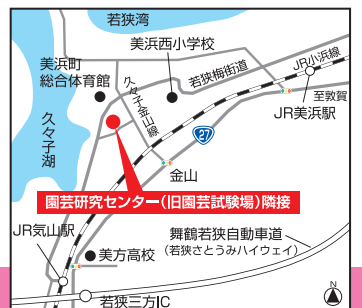 若狭湾
美浜西小学校
JR小浜線
美浜町
総合体育館
久々子金山線
若狭梅街道
至敦賀
JR美浜駅
久々子湖
27
金山
園芸研究センター(旧園芸試験場)隣接
JR気山駅
美方高校
舞鶴若狭自動車道
(若狭さとうみハイウェイ)
若狭三方IC
N